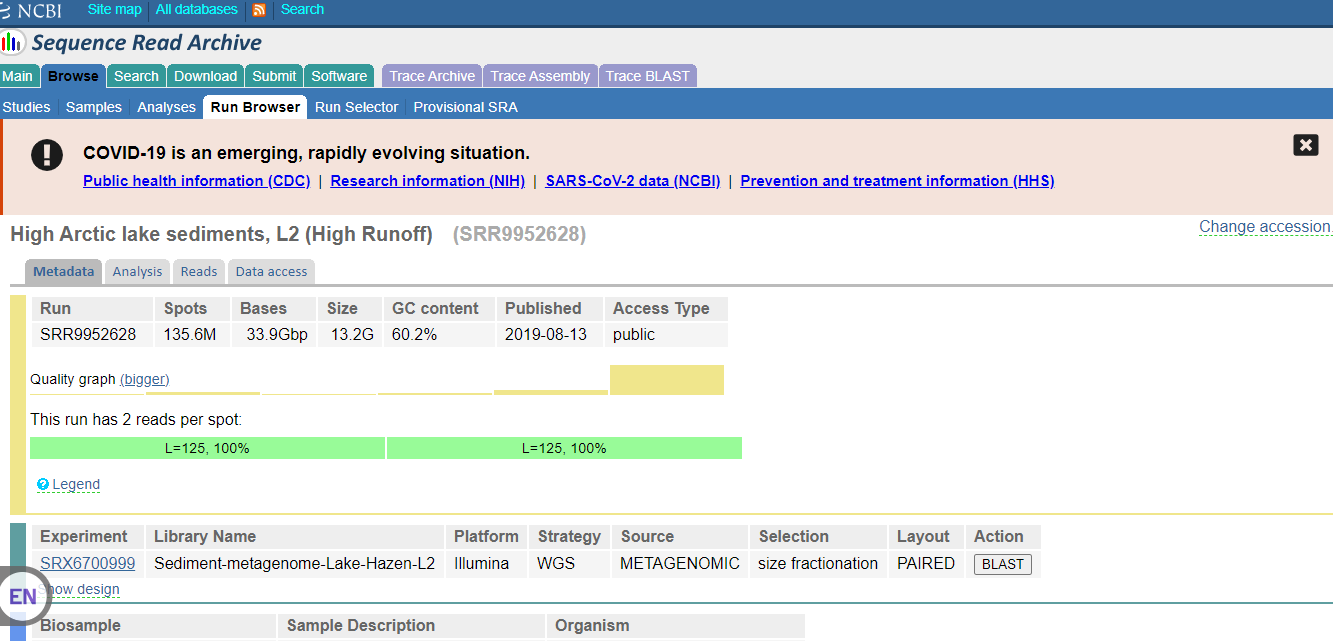 NCBI Site map All databases Search
Sequence Read Archive
Main Browse Search Download Submit Software Trace Archive Trace Assembly Trace BLAST
Studies Samples Analyses Run Browser Run Selector Provisional SRA
COVID-19 is an emerging, rapidly evolving situation.
Public health information (CDC) | Research information (NIH) | SARS-CoV-2 data (NCBI) | Prevention and treatment information (HHS)
Change accession
High Arctic lake sediments, L2 (High Runoff) (SRR9952628)
Metadata Analysis Reads Data access
Run Spots Bases Size GC content Published Access Type
SRR9952628 135.6M 33.9Gbp 13.2G 60.2% 2019-08-13 public
Quality graph (bigger)
This run has 2 reads per spot:
L=125, 100% L=125, 100%
? Legend
Experiment Library Name Platform Strategy Source Selection Layout Action
SRX6700999 Sediment-metagenome-Lake-Hazen-L2 Illumina WGS METAGENOMIC size fractionation PAIRED BLAST
how design
EN
Biosample Sample Description Organism